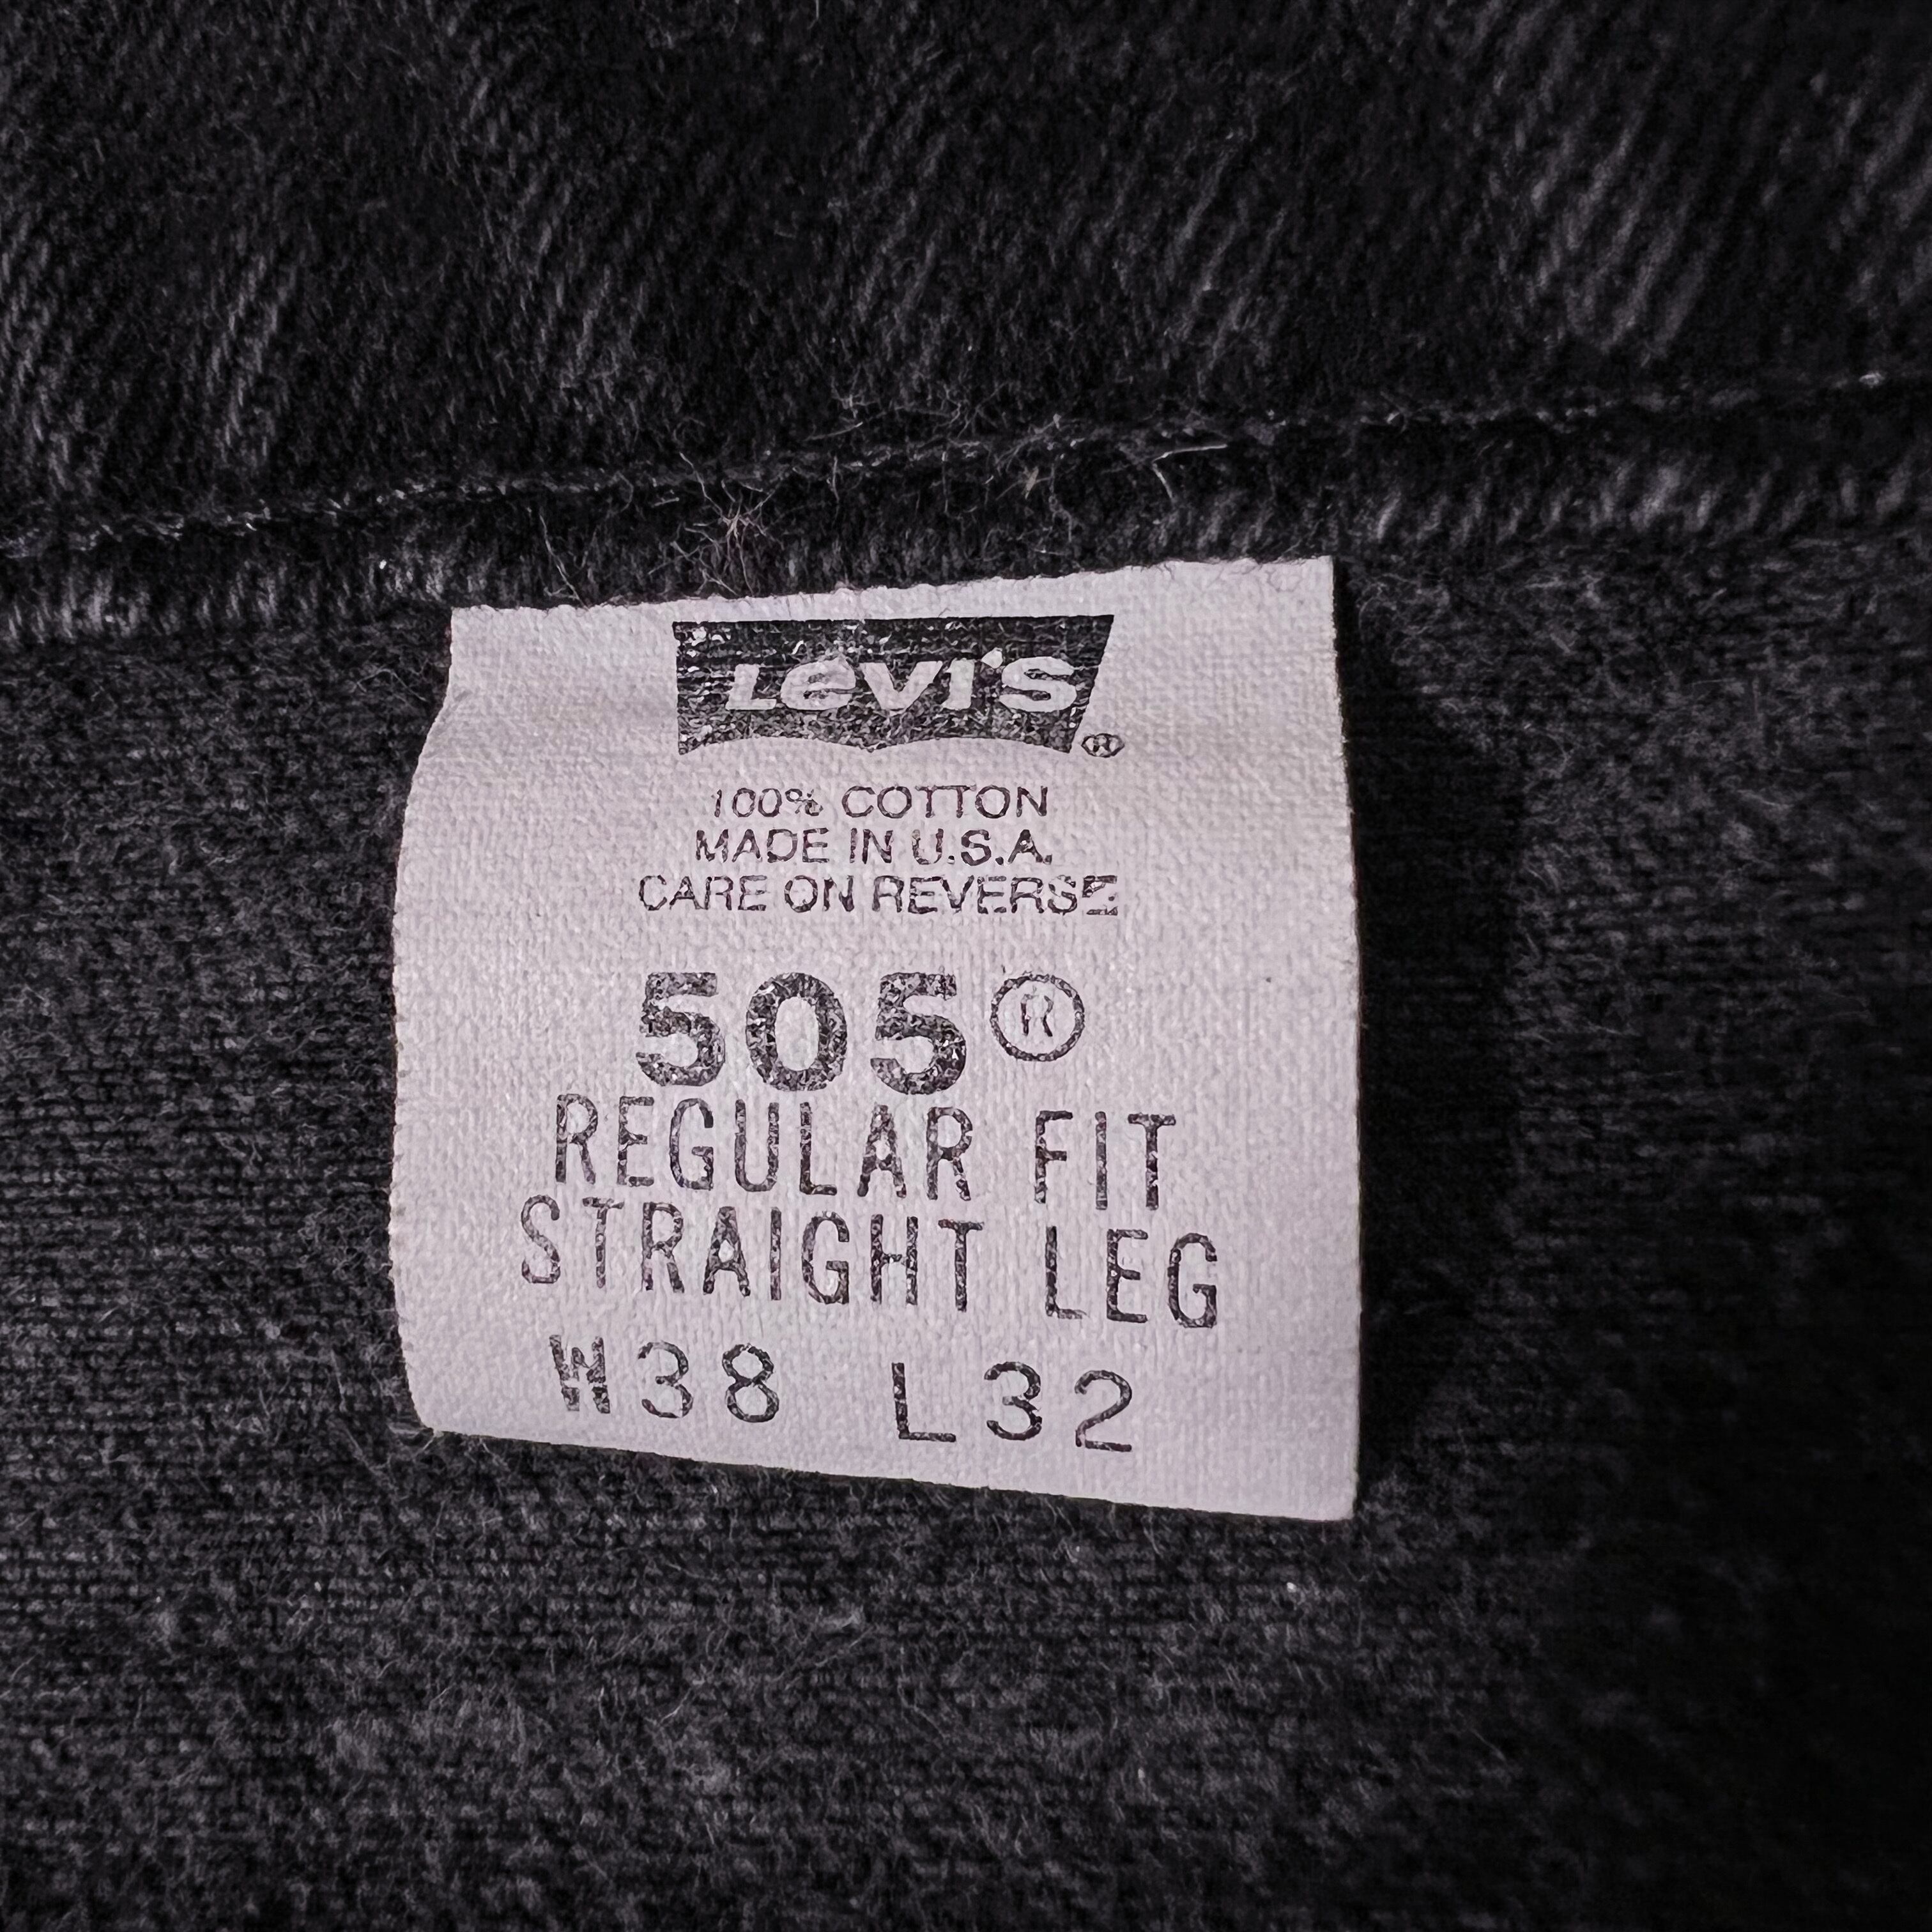 Levi's ®
100% COTTON
MADE IN U.S.A.
CARE ON REVERSE
505®
REGULAR FIT
STRAIGHT LEG
W38 L32